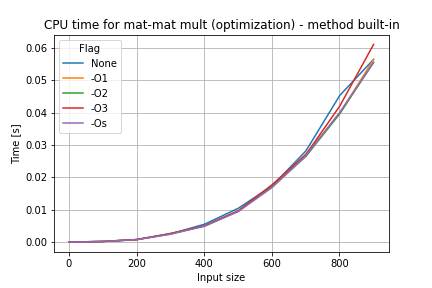 CPU time for mat-mat mult (optimization) - method built-in
Time [s]
0.06
0.05
0.04
0.03
0.02
0.01
0.00
Flag
None
-O1
-O2
-O3
-Os
0 200 400 600 800
Input size